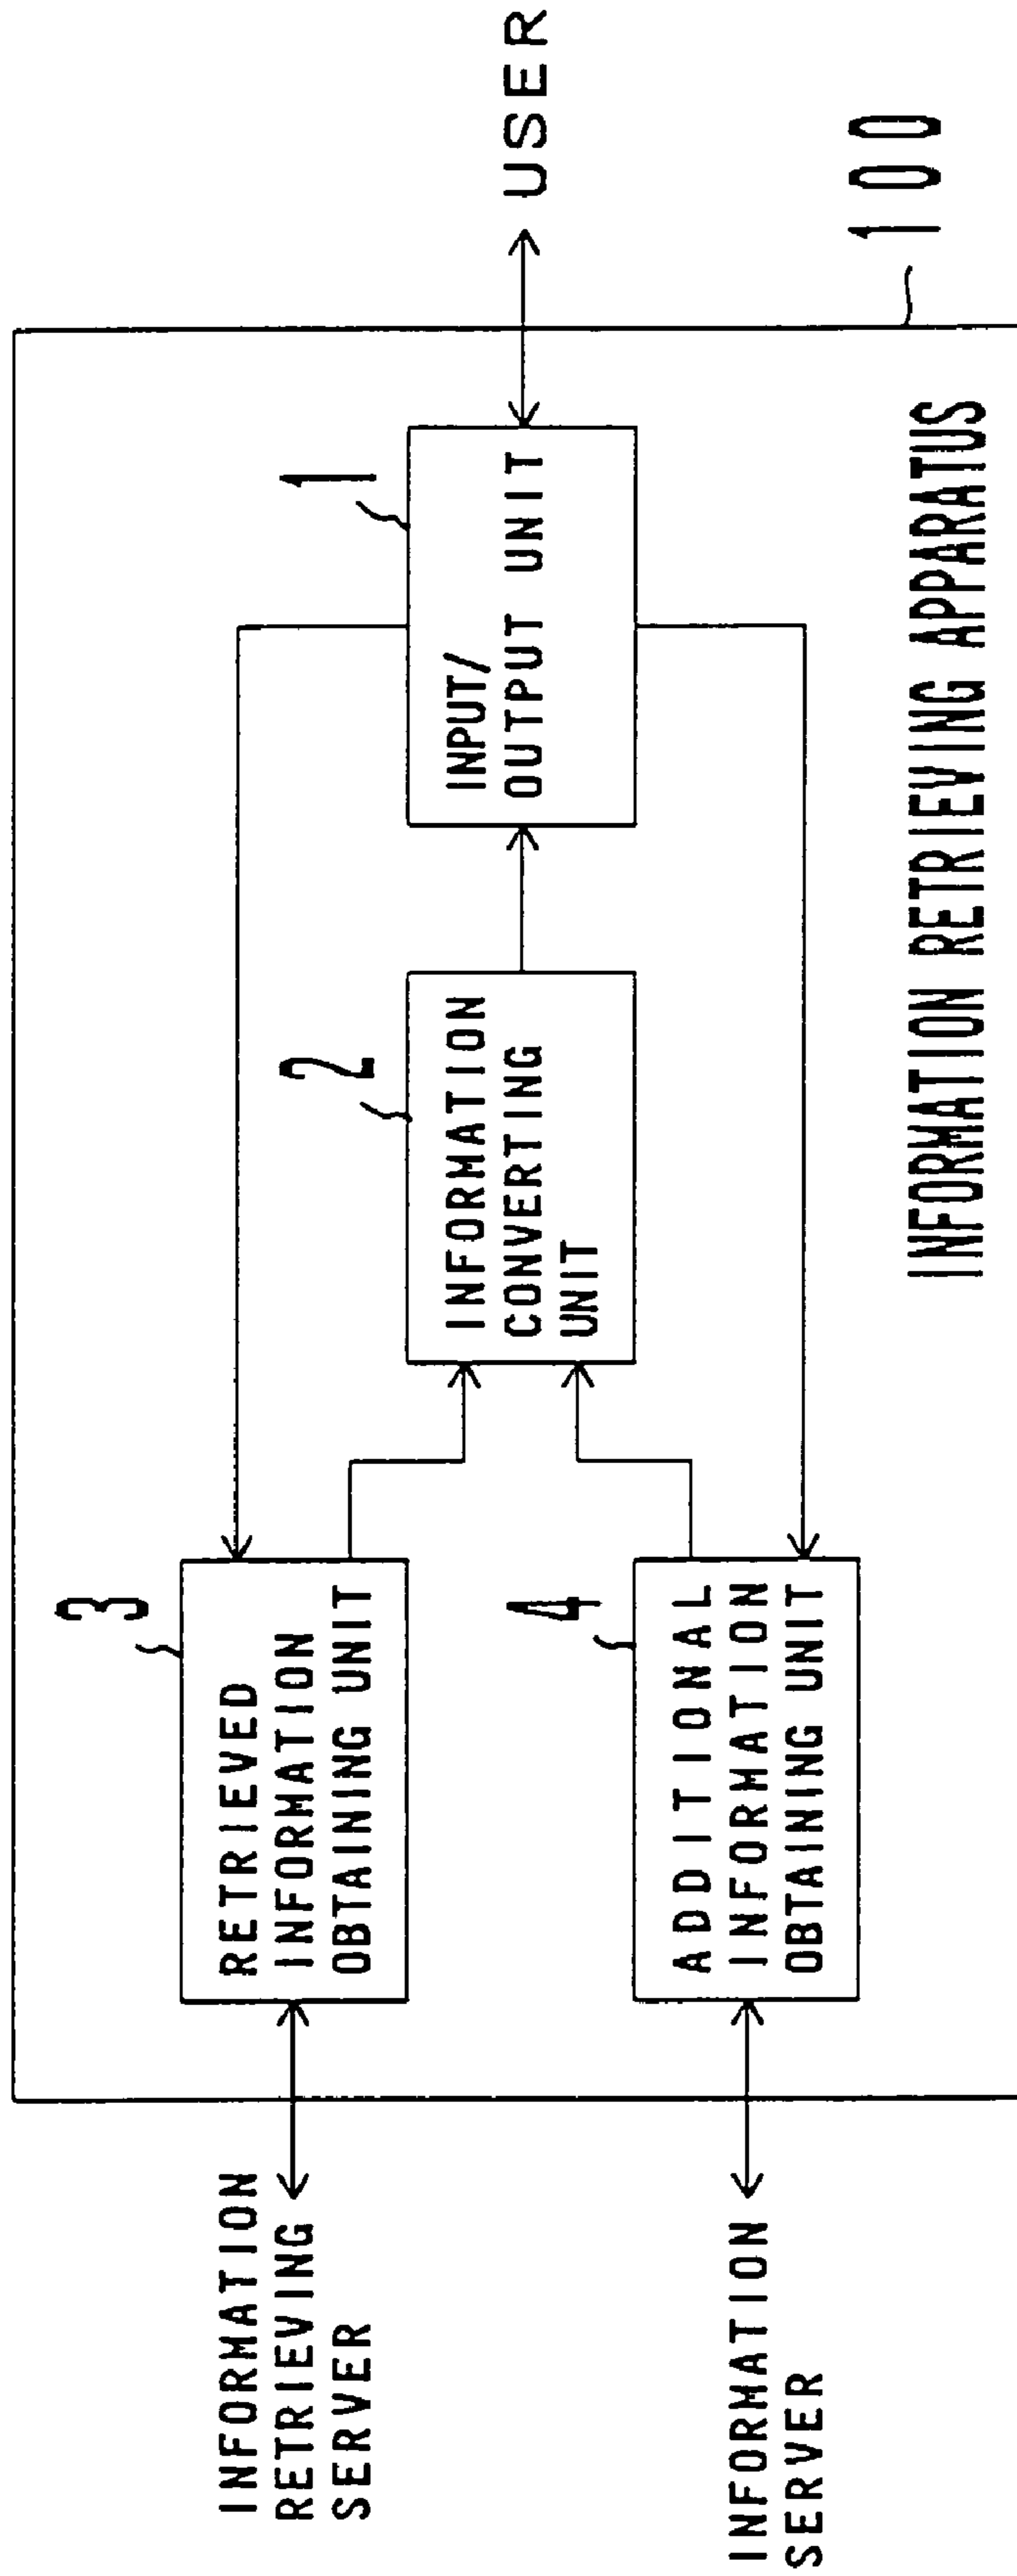 INFORMATION
RETRIEVING
SERVER
INFORMATION
SERVER
3
RETRIEVED
INFORMATION
OBTAINING UNIT
4
ADDITIONAL
INFORMATION
OBTAINING UNIT
2
INFORMATION
CONVERTING
UNIT
1
INPUT/
OUTPUT UNIT
USER
100
INFORMATION RETRIEVING APPARATUS